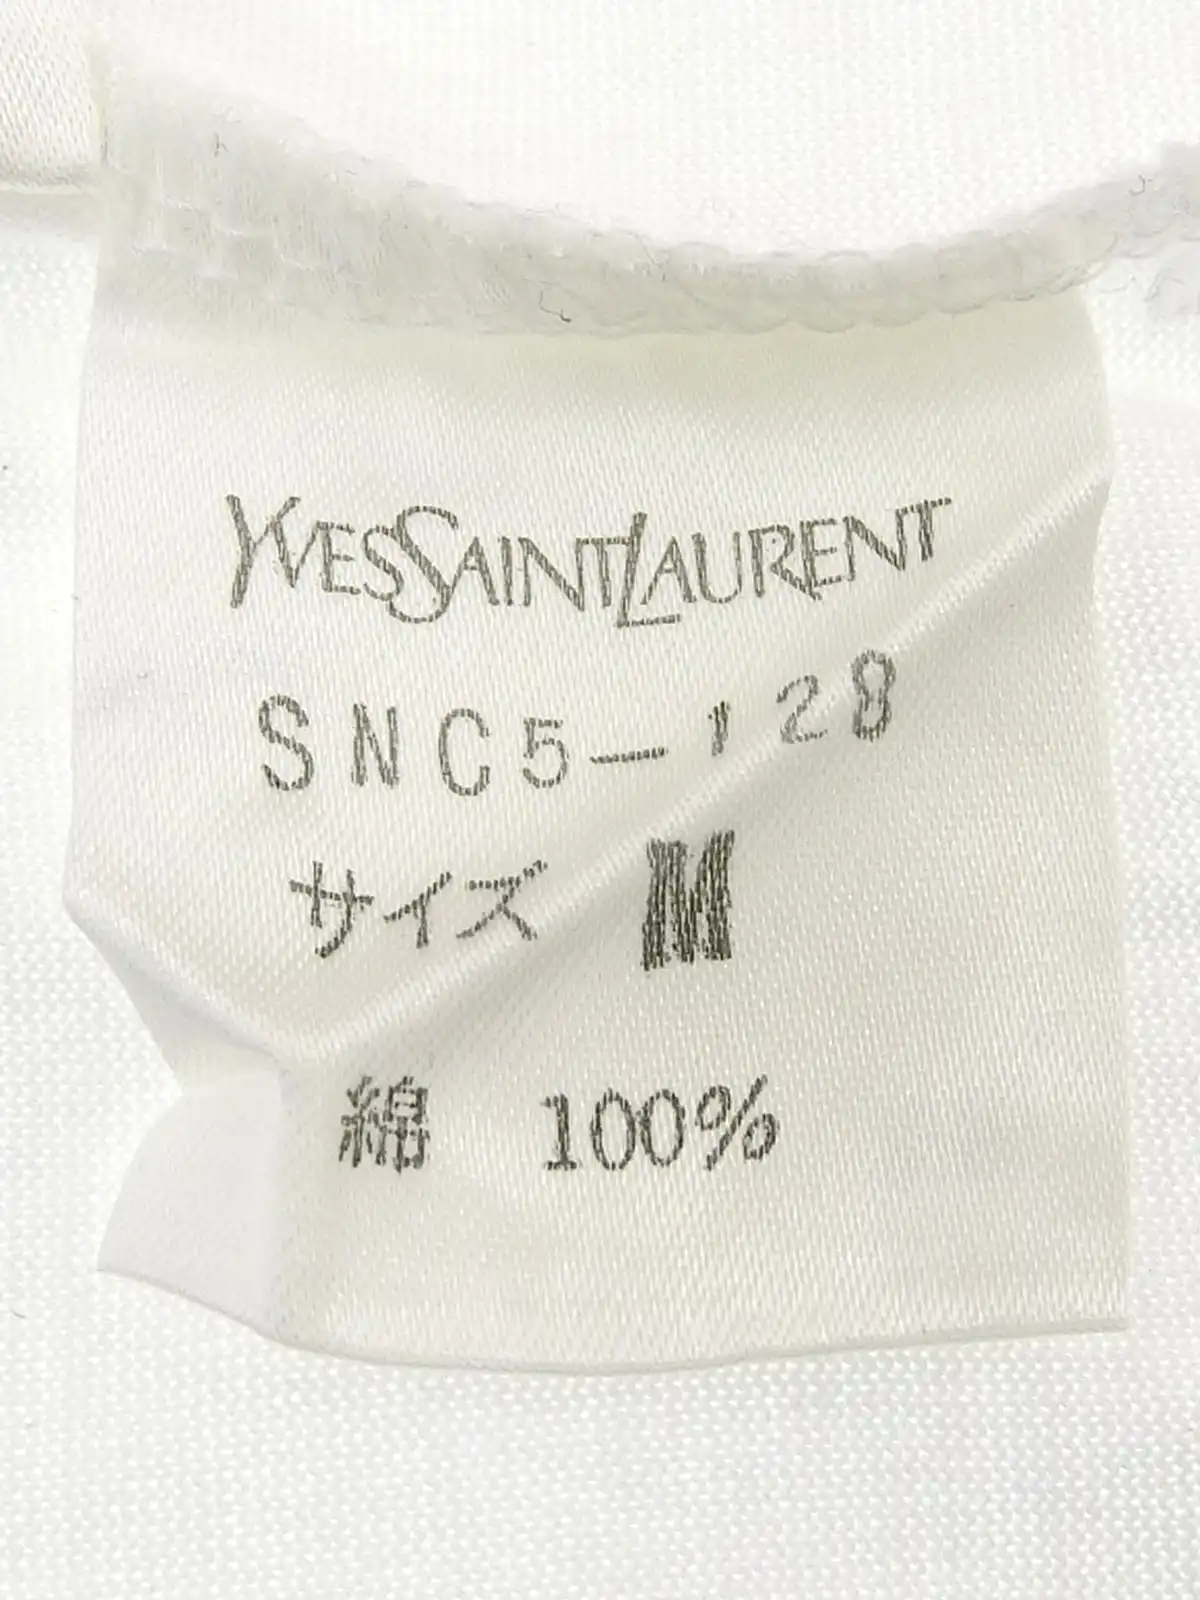 YVESSAINTLAURENT
SNC5-128
サイズ M
綿 100%